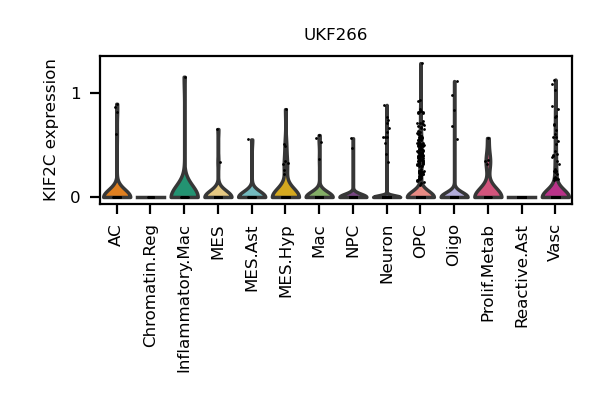 UKF266
KIF2C expression
1
0
AC
Chromatin.Reg
Inflammatory.Mac
MES
MES.Ast
MES.Hyp
Mac
NPC
Neuron
OPC
Oligo
Prolif.Metab
Reactive.Ast
Vasc